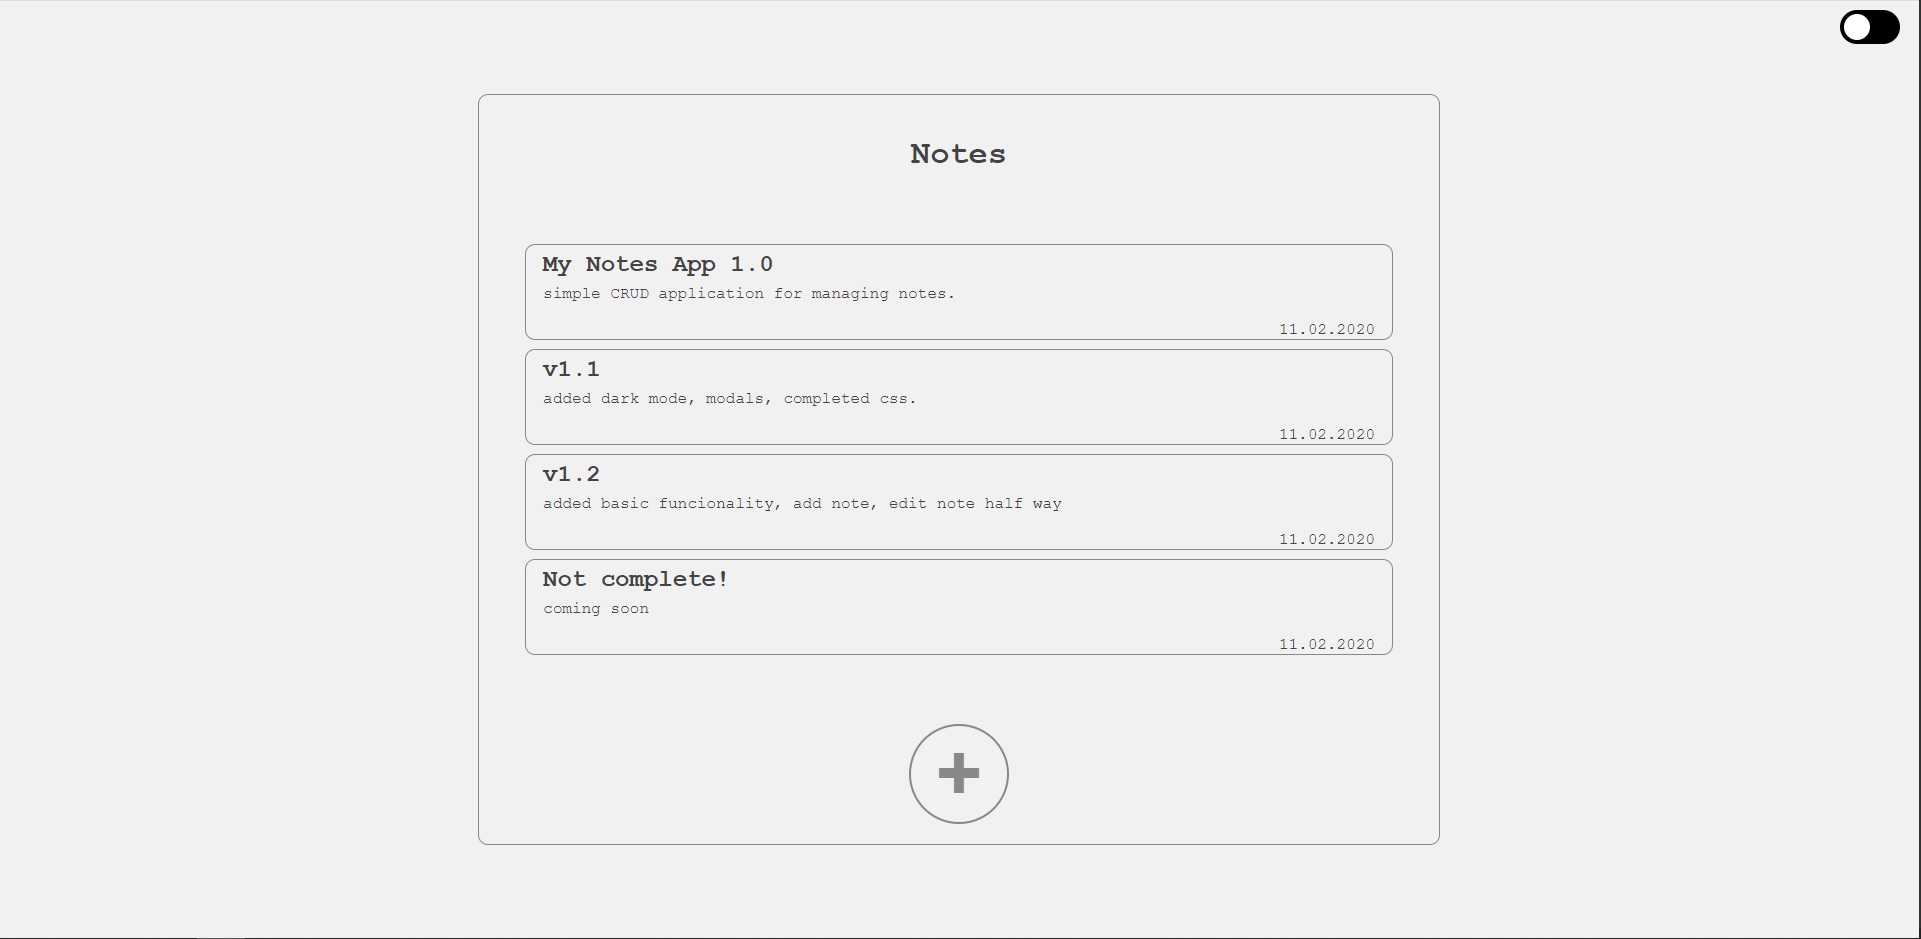 Notes
My Notes App 1.0
simple CRUD application for managing notes.
11.02.2020
v1.1
added dark mode, modals, completed css.
11.02.2020
v1.2
added basic funcionality, add note, edit note half way
11.02.2020
Not complete!
coming soon
11.02.2020